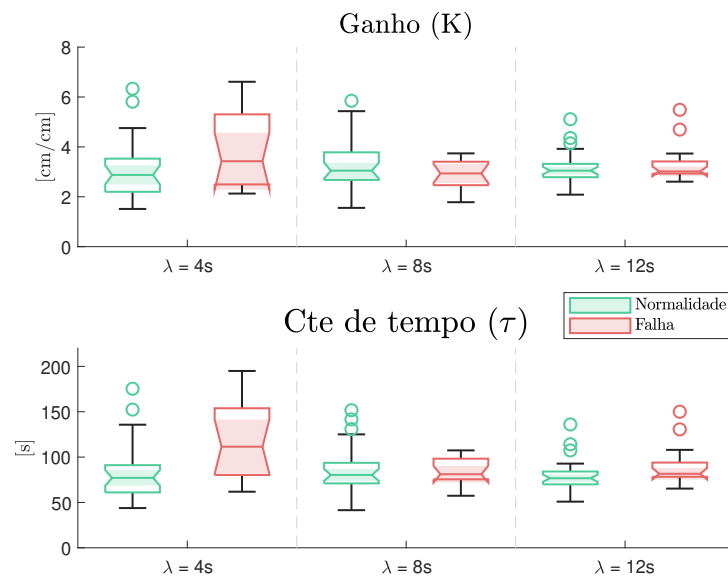 Ganho (K)
8
6
4
2
0
[cm/cm]
λ = 4s
λ = 8s
λ = 12s
Cte de tempo (τ)
Normalidade
Falha
200
150
100
50
0
[s]
λ = 4s
λ = 8s
λ = 12s